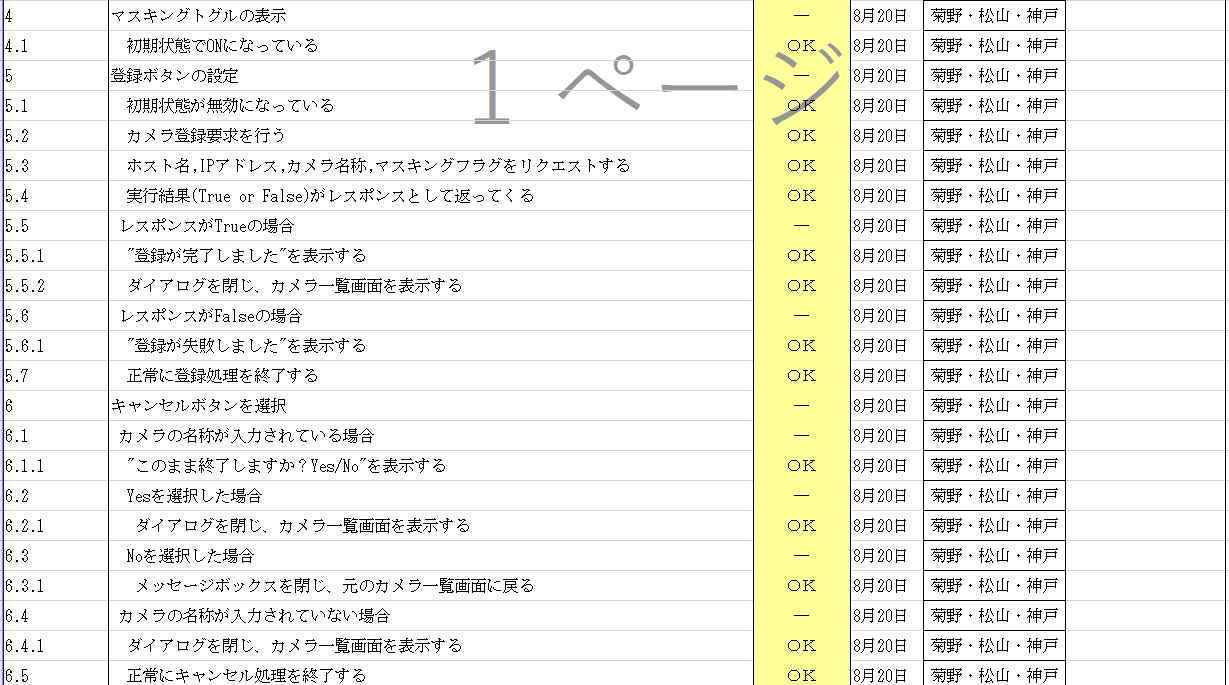 4 マスキングトグルの表示 ― 8月20日 菊野・松山・神戸
4.1 初期状態でONになっている OK 8月20日 菊野・松山・神戸
5 登録ボタンの設定 ― 8月20日 菊野・松山・神戸
5.1 初期状態が無効になっている OK 8月20日 菊野・松山・神戸
1 ページ
5.2 カメラ登録要求を行う OK 8月20日 菊野・松山・神戸
5.3 ホスト名,IPアドレス,カメラ名称,マスキングフラグをリクエストする OK 8月20日 菊野・松山・神戸
5.4 実行結果(True or False)がレスポンスとして返ってくる OK 8月20日 菊野・松山・神戸
5.5 レスポンスがTrueの場合 ― 8月20日 菊野・松山・神戸
5.5.1 "登録が完了しました"を表示する OK 8月20日 菊野・松山・神戸
5.5.2 ダイアログを閉じ、カメラ一覧画面を表示する OK 8月20日 菊野・松山・神戸
5.6 レスポンスがFalseの場合 ― 8月20日 菊野・松山・神戸
5.6.1 "登録が失敗しました"を表示する OK 8月20日 菊野・松山・神戸
5.7 正常に登録処理を終了する OK 8月20日 菊野・松山・神戸
6 キャンセルボタンを選択 ― 8月20日 菊野・松山・神戸
6.1 カメラの名称が入力されている場合 ― 8月20日 菊野・松山・神戸
6.1.1 "このまま終了しますか？Yes/No"を表示する OK 8月20日 菊野・松山・神戸
6.2 Yesを選択した場合 ― 8月20日 菊野・松山・神戸
6.2.1 ダイアログを閉じ、カメラ一覧画面を表示する OK 8月20日 菊野・松山・神戸
6.3 Noを選択した場合 ― 8月20日 菊野・松山・神戸
6.3.1 メッセージボックスを閉じ、元のカメラ一覧画面に戻る OK 8月20日 菊野・松山・神戸
6.4 カメラの名称が入力されていない場合 ― 8月20日 菊野・松山・神戸
6.4.1 ダイアログを閉じ、カメラ一覧画面を表示する OK 8月20日 菊野・松山・神戸
6.5 正常にキャンセル処理を終了する OK 8月20日 菊野・松山・神戸